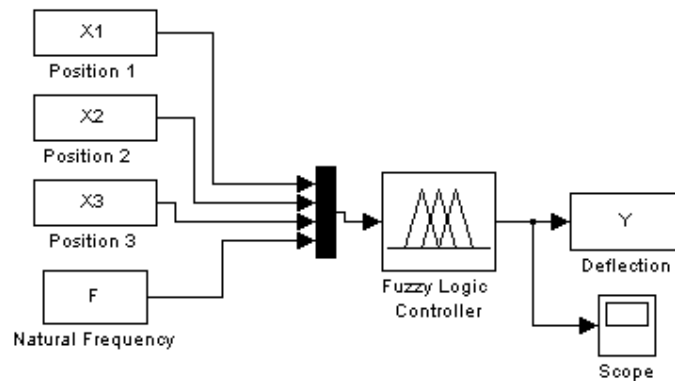 X1
Position 1
X2
Position 2
X3
Position 3
F
Natural Frequency
Fuzzy Logic
Controller
Y
Deflection
Scope